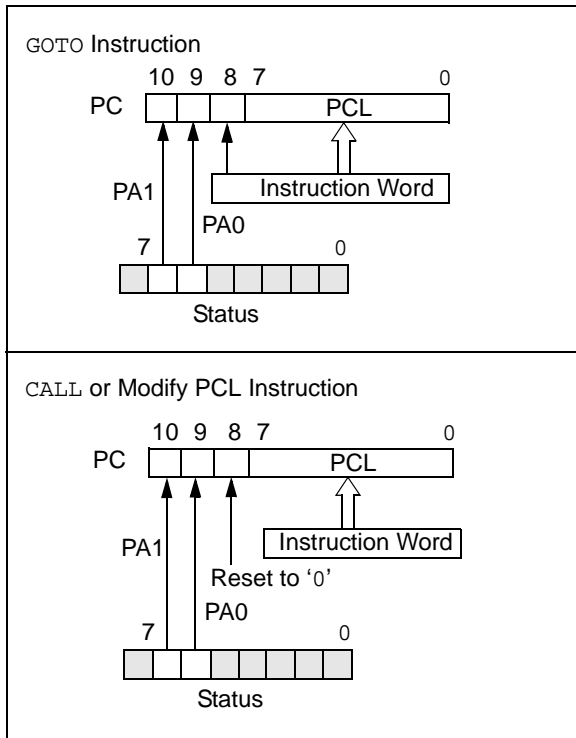 GOTO Instruction
10 9 8 7 0
PC PCL
Instruction Word
PA1
PA0
7 0
Status
CALL or Modify PCL Instruction
10 9 8 7 0
PC PCL
Instruction Word
PA1
Reset to ‘0’
PA0
7 0
Status